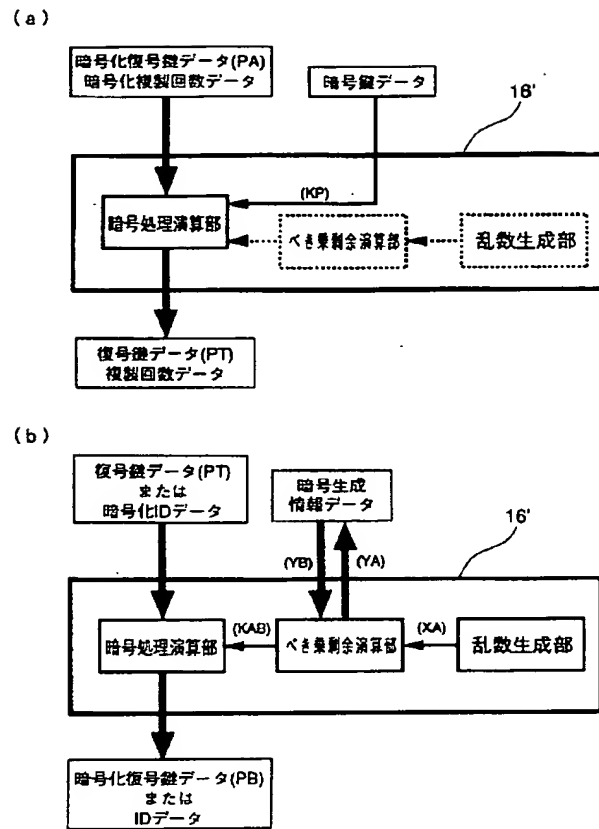 (a)
暗号化復号鍵データ(PA)
暗号化複製回数データ
暗号鍵データ
16'
(KP)
暗号処理演算部
べき乗剰余演算部
乱数生成部
復号鍵データ(PT)
複製回数データ
(b)
復号鍵データ(PT)
または
暗号化IDデータ
暗号生成
情報データ
16'
(YB)
(YA)
(KAB)
(XA)
暗号処理演算部
べき乗剰余演算部
乱数生成部
暗号化復号鍵データ(PB)
または
IDデータ